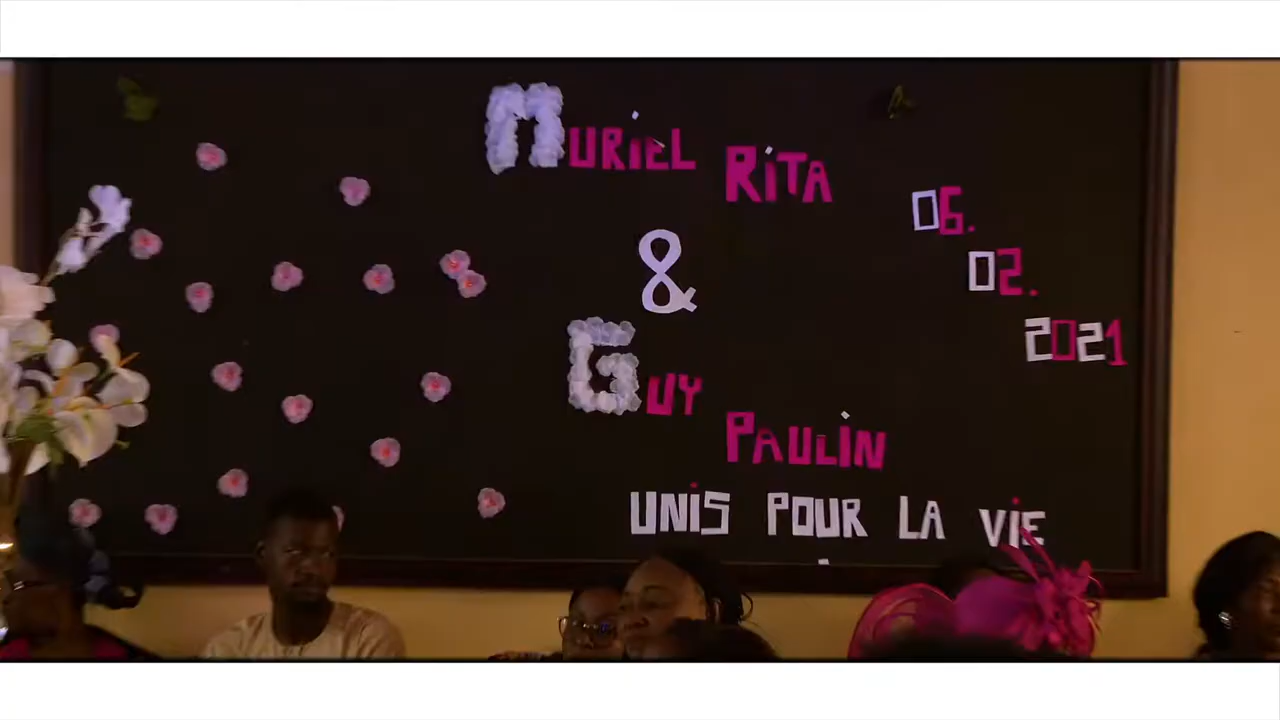 MURiEL RiTA
06.
02.
2021
&
GUY
PAULiN
UNiS POUR LA ViE